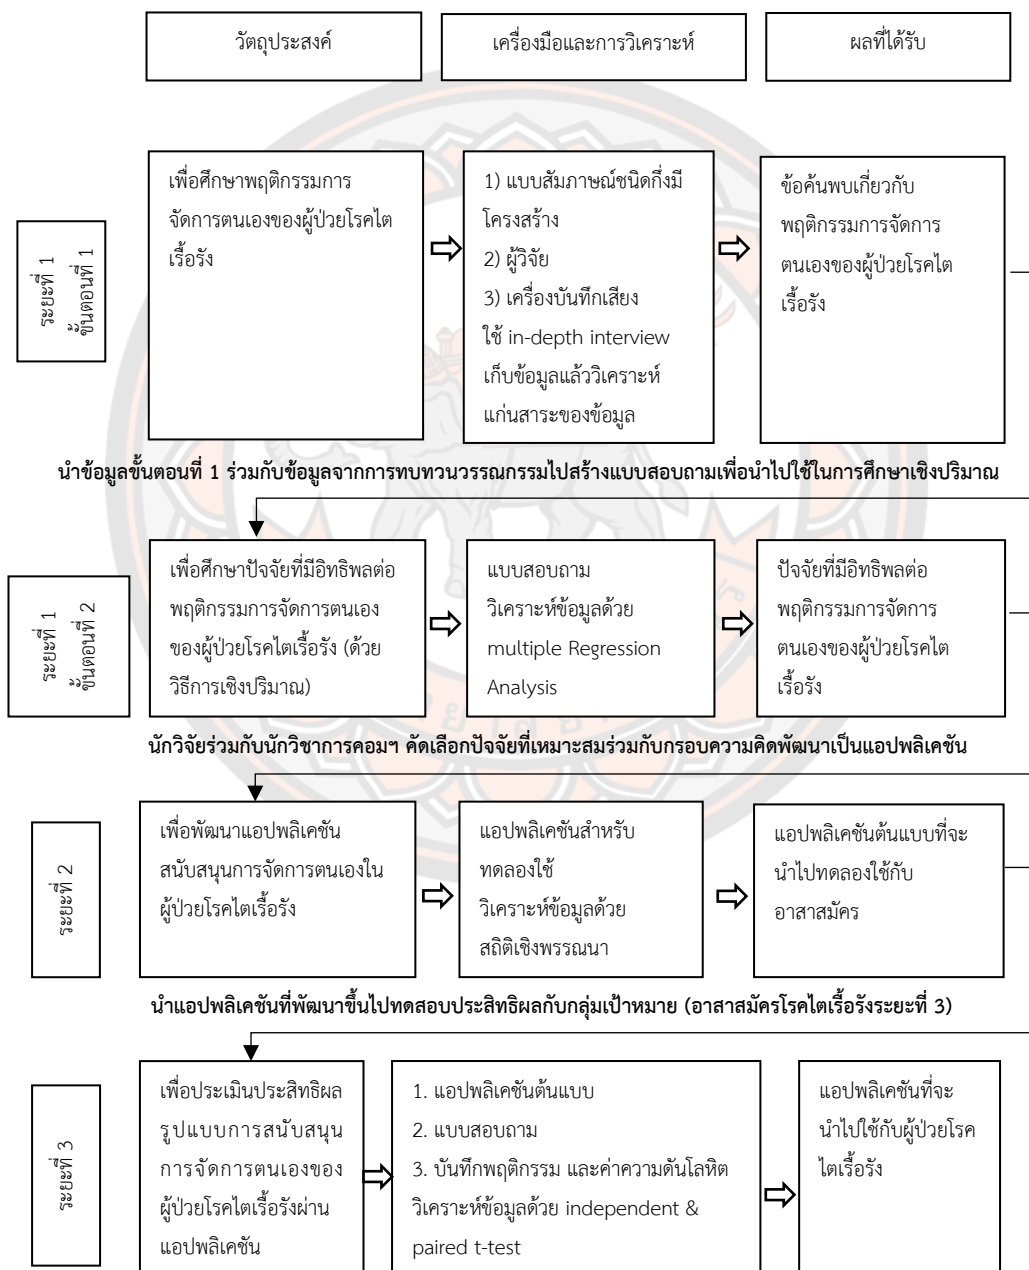 วัตถุประสงค์
เครื่องมือและการวิเคราะห์
ผลที่ได้รับ
ระยะที่ 1
ขั้นตอนที่ 1
เพื่อศึกษาพฤติกรรมการ
จัดการตนเองของผู้ป่วยโรคไต
เรื้อรัง
1) แบบสัมภาษณ์ชนิดกึ่งมี
โครงสร้าง
2) ผู้วิจัย
3) เครื่องบันทึกเสียง
ใช้ in-depth interview
เก็บข้อมูลแล้ววิเคราะห์
แก่นสาระของข้อมูล
ข้อค้นพบเกี่ยวกับ
พฤติกรรมการจัดการ
ตนเองของผู้ป่วยโรคไต
เรื้อรัง
นำข้อมูลขั้นตอนที่ 1 ร่วมกับข้อมูลจากการทบทวนวรรณกรรมไปสร้างแบบสอบถามเพื่อนำไปใช้ในการศึกษาเชิงปริมาณ
ระยะที่ 1
ขั้นตอนที่ 2
เพื่อศึกษาปัจจัยที่มีอิทธิพลต่อ
พฤติกรรมการจัดการตนเอง
ของผู้ป่วยโรคไตเรื้อรัง (ด้วย
วิธีการเชิงปริมาณ)
แบบสอบถาม
วิเคราะห์ข้อมูลด้วย
multiple Regression
Analysis
ปัจจัยที่มีอิทธิพลต่อ
พฤติกรรมการจัดการ
ตนเองของผู้ป่วยโรคไต
เรื้อรัง
นักวิจัยร่วมกับนักวิชาการคอมฯ คัดเลือกปัจจัยที่เหมาะสมร่วมกับกรอบความคิดพัฒนาเป็นแอปพลิเคชัน
ระยะที่ 2
เพื่อพัฒนาแอปพลิเคชัน
สนับสนุนการจัดการตนเองใน
ผู้ป่วยโรคไตเรื้อรัง
แอปพลิเคชันสำหรับ
ทดลองใช้
วิเคราะห์ข้อมูลด้วย
สถิติเชิงพรรณนา
แอปพลิเคชันต้นแบบที่จะ
นำไปทดลองใช้กับ
อาสาสมัคร
นำแอปพลิเคชันที่พัฒนาขึ้นไปทดสอบประสิทธิผลกับกลุ่มเป้าหมาย (อาสาสมัครโรคไตเรื้อรังระยะที่ 3)
ระยะที่ 3
เพื่อประเมินประสิทธิผล
รูปแบบการสนับสนุน
การจัดการตนเองของ
ผู้ป่วยโรคไตเรื้อรังผ่าน
แอปพลิเคชัน
1. แอปพลิเคชันต้นแบบ
2. แบบสอบถาม
3. บันทึกพฤติกรรม และค่าความดันโลหิต
วิเคราะห์ข้อมูลด้วย independent &
paired t-test
แอปพลิเคชันที่จะ
นำไปใช้กับผู้ป่วยโรค
ไตเรื้อรัง